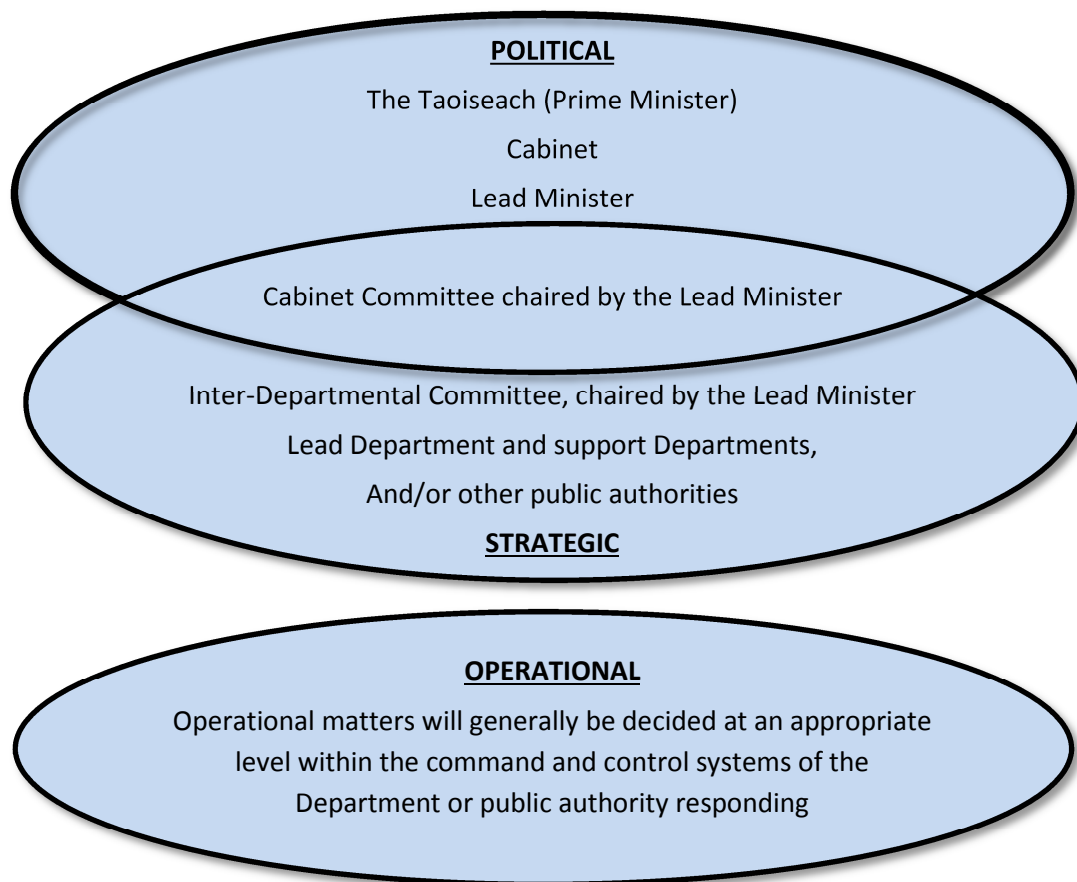 POLITICAL
The Taoiseach (Prime Minister)
Cabinet
Lead Minister
Cabinet Committee chaired by the Lead Minister
Inter-Departmental Committee, chaired by the Lead Minister
Lead Department and support Departments,
And/or other public authorities
STRATEGIC
OPERATIONAL
Operational matters will generally be decided at an appropriate
level within the command and control systems of the
Department or public authority responding